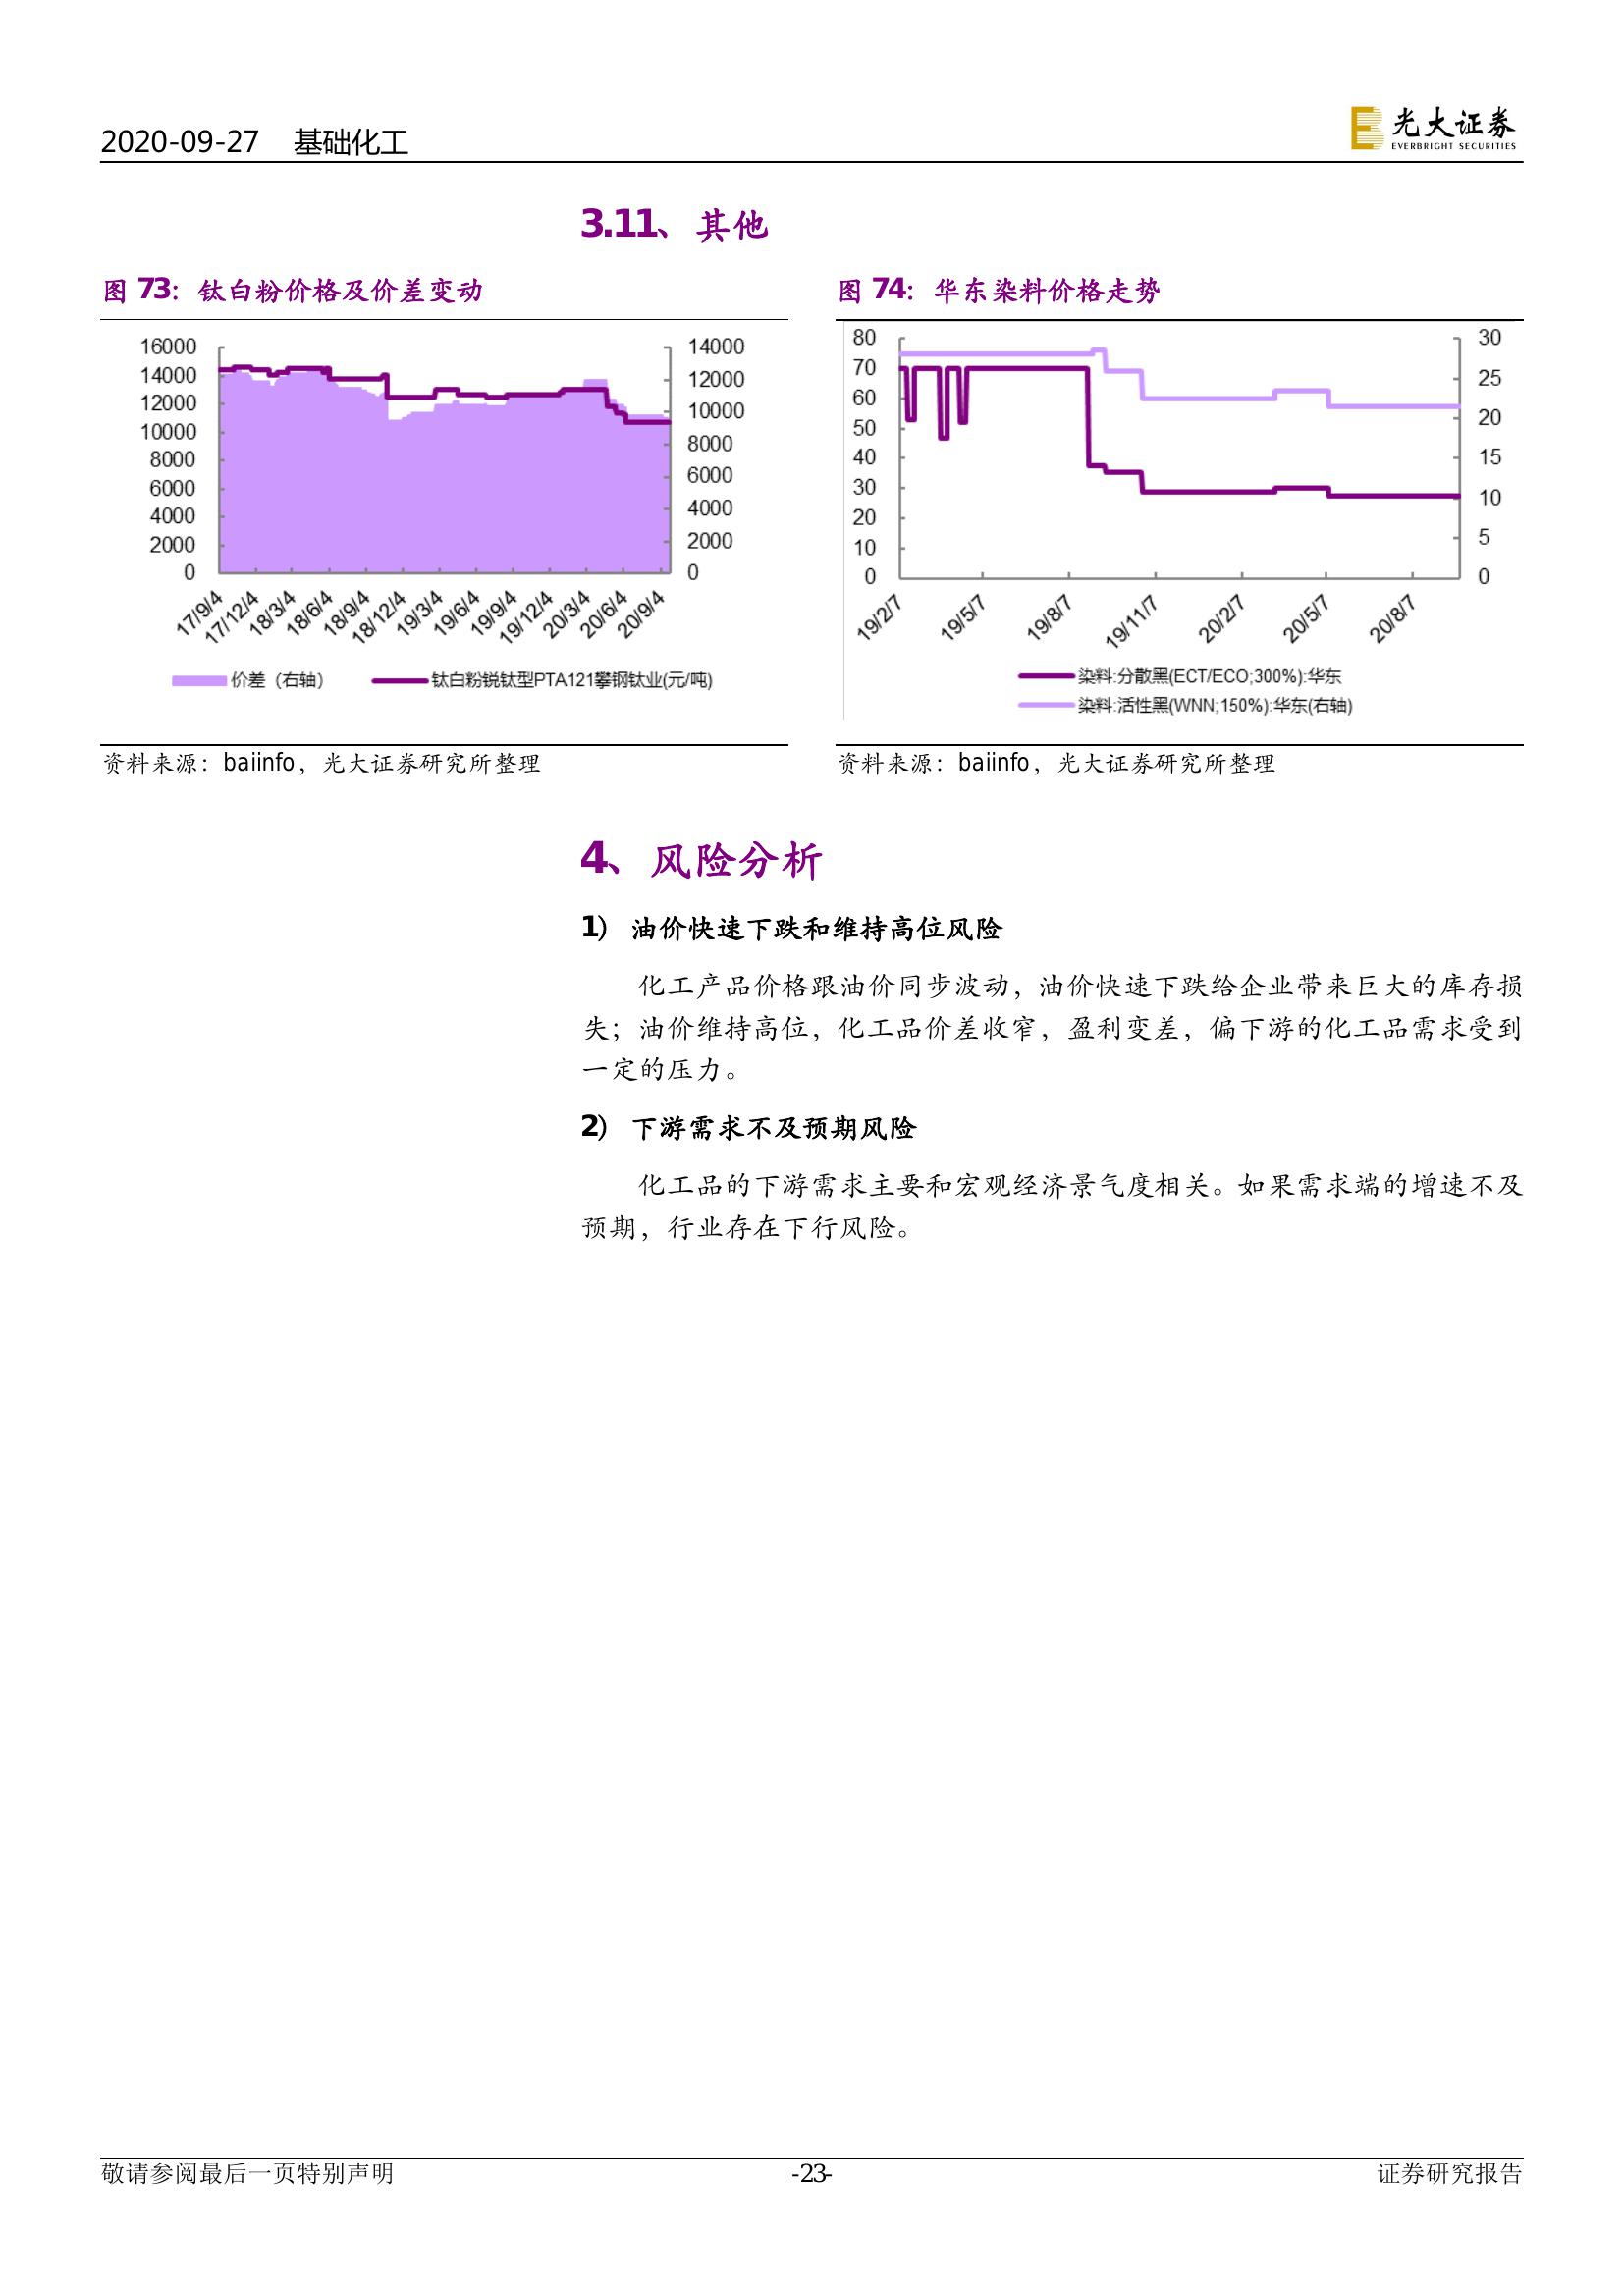 2020-09-27 基础化工
光大证券
EVERBRIGHT SECURITIES
3.11、其他
图 73：钛白粉价格及价差变动
16000
14000
12000
10000
8000
6000
4000
2000
0
14000
12000
10000
8000
6000
4000
2000
0
17/9/4
17/12/4
18/3/4
18/6/4
18/9/4
18/12/4
19/3/4
19/6/4
19/9/4
19/12/4
20/3/4
20/6/4
20/9/4
价差（右轴）
钛白粉锐钛型PTA121攀钢钛业(元/吨)
资料来源：baiinfo，光大证券研究所整理
图 74：华东染料价格走势
80
70
60
50
40
30
20
10
0
30
25
20
15
10
5
0
19/2/7
19/5/7
19/8/7
19/11/7
20/2/7
20/5/7
20/8/7
染料:分散黑(ECT/ECO;300%):华东
染料:活性黑(WNN;150%):华东(右轴)
资料来源：baiinfo，光大证券研究所整理
4、风险分析
1） 油价快速下跌和维持高位风险
化工产品价格跟油价同步波动，油价快速下跌给企业带来巨大的库存损
失；油价维持高位，化工品价差收窄，盈利变差，偏下游的化工品需求受到
一定的压力。
2） 下游需求不及预期风险
化工品的下游需求主要和宏观经济景气度相关。如果需求端的增速不及
预期，行业存在下行风险。
敬请参阅最后一页特别声明
-23-
证券研究报告